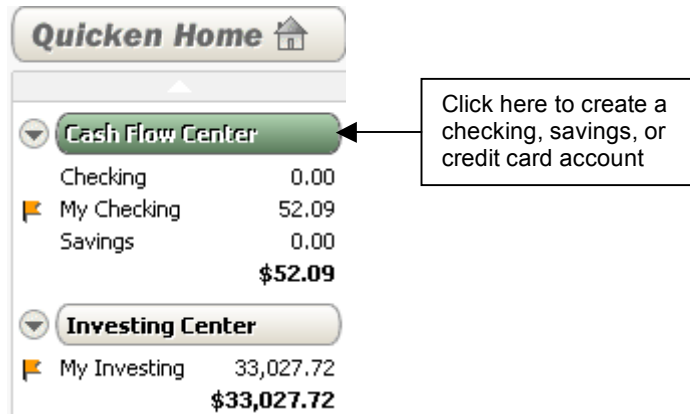 Quicken Home
Cash Flow Center
Click here to create a
checking, savings, or
credit card account
Checking 0.00
My Checking 52.09
Savings 0.00
$52.09
Investing Center
My Investing 33,027.72
$33,027.72